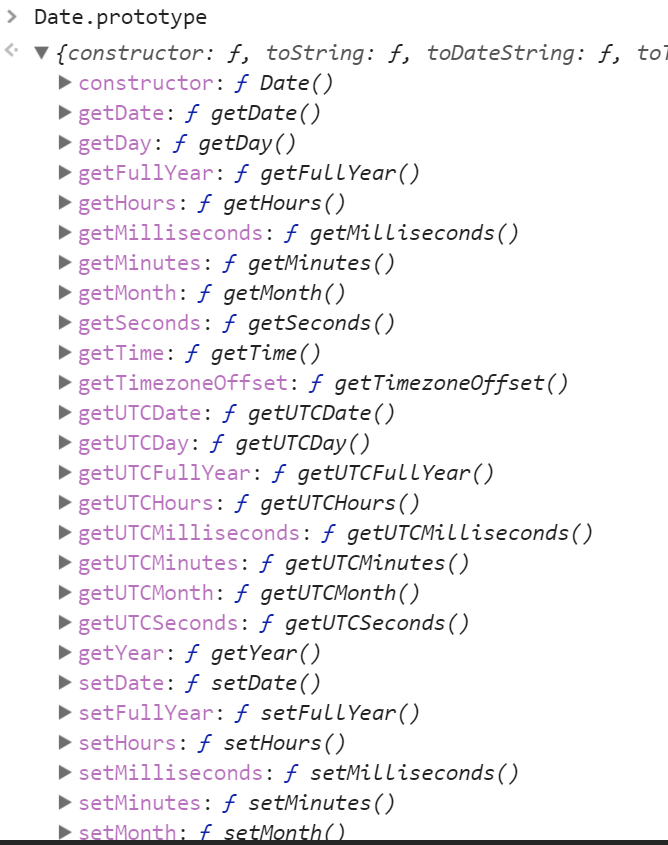 > Date.prototype
{constructor: ƒ, toString: ƒ, toDateString: ƒ, toT
constructor: ƒ Date()
getDate: ƒ getDate()
getDay: ƒ getDay()
getFullYear: ƒ getFullYear()
getHours: ƒ getHours()
getMilliseconds: ƒ getMilliseconds()
getMinutes: ƒ getMinutes()
getMonth: ƒ getMonth()
getSeconds: ƒ getSeconds()
getTime: ƒ getTime()
getTimezoneOffset: ƒ getTimezoneOffset()
getUTCDate: ƒ getUTCDate()
getUTCDay: ƒ getUTCDay()
getUTCFullYear: ƒ getUTCFullYear()
getUTCHours: ƒ getUTCHours()
getUTCMilliseconds: ƒ getUTCMilliseconds()
getUTCMinutes: ƒ getUTCMinutes()
getUTCMonth: ƒ getUTCMonth()
getUTCSeconds: ƒ getUTCSeconds()
getYear: ƒ getYear()
setDate: ƒ setDate()
setFullYear: ƒ setFullYear()
setHours: ƒ setHours()
setMilliseconds: ƒ setMilliseconds()
setMinutes: ƒ setMinutes()
setMonth: ƒ setMonth()